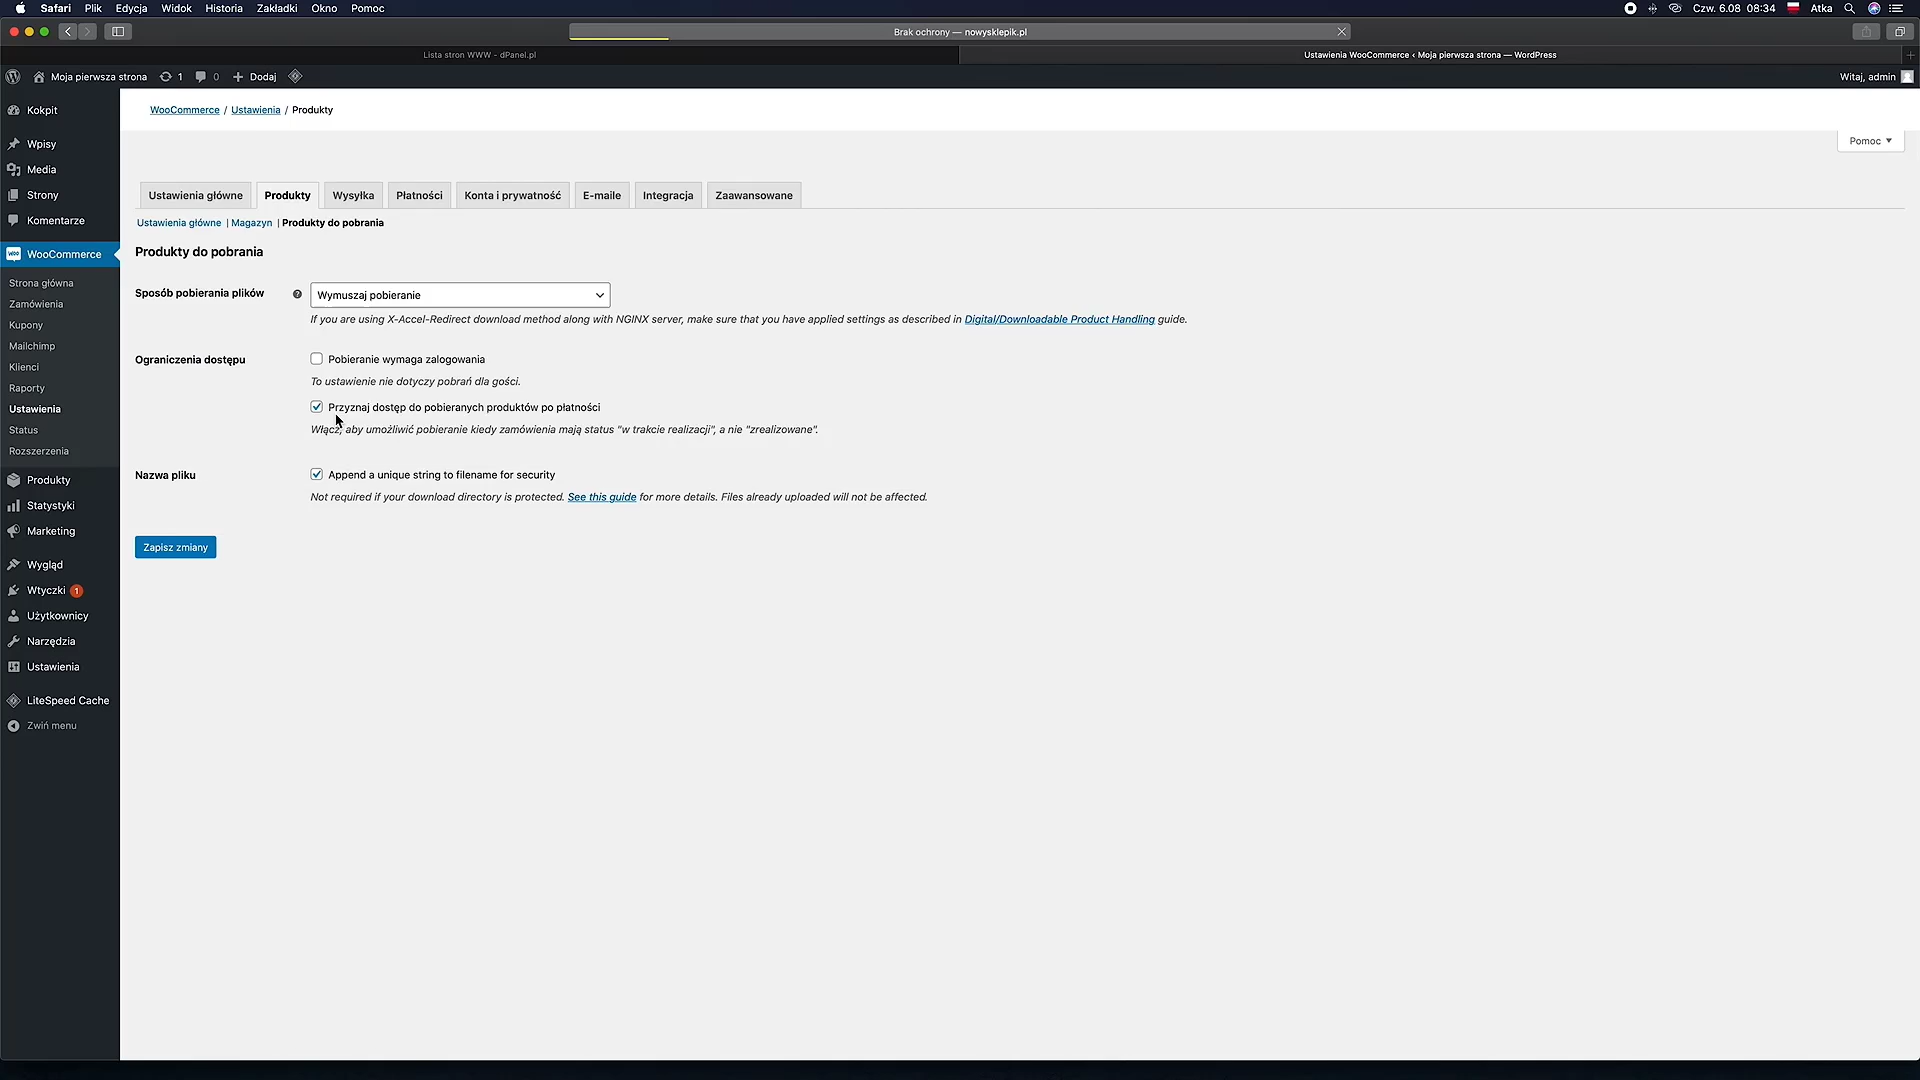 Safari Plik Edycja Widok Historia Zakładki Okno Pomoc Czw. 6.08 08:34 Atka
Brak ochrony — nowysklepik.pl
Lista stron WWW - dPanel.pl
Ustawienia WooCommerce ‹ Moja pierwsza strona — WordPress
Moja pierwsza strona 1 0 Dodaj Witaj, admin
Kokpit
Wpisy
Media
Strony
Komentarze
WooCommerce
Strona główna
Zamówienia
Kupony
Mailchimp
Klienci
Raporty
Ustawienia
Status
Rozszerzenia
Produkty
Statystyki
Marketing
Wygląd
Wtyczki 1
Użytkownicy
Narzędzia
Ustawienia
LiteSpeed Cache
Zwiń menu
WooCommerce / Ustawienia / Produkty
Pomoc
Ustawienia główne Produkty Wysyłka Płatności Konta i prywatność E-maile Integracja Zaawansowane
Ustawienia główne | Magazyn | Produkty do pobrania
Produkty do pobrania
Sposób pobierania plików Wymuszaj pobieranie
If you are using X-Accel-Redirect download method along with NGINX server, make sure that you have applied settings as described in Digital/Downloadable Product Handling guide.
Ograniczenia dostępu Pobieranie wymaga zalogowania
To ustawienie nie dotyczy pobrań dla gości.
Przyznaj dostęp do pobieranych produktów po płatności
Włącz, aby umożliwić pobieranie kiedy zamówienia mają status "w trakcie realizacji", a nie "zrealizowane".
Nazwa pliku Append a unique string to filename for security
Not required if your download directory is protected. See this guide for more details. Files already uploaded will not be affected.
Zapisz zmiany